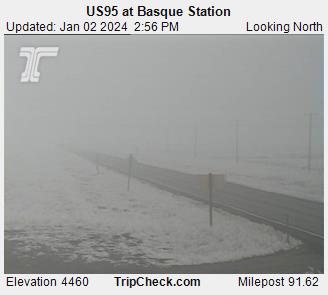 US95 at Basque Station
Updated: Jan 02 2024 2:56 PM Looking North
Elevation 4460 TripCheck.com Milepost 91.62